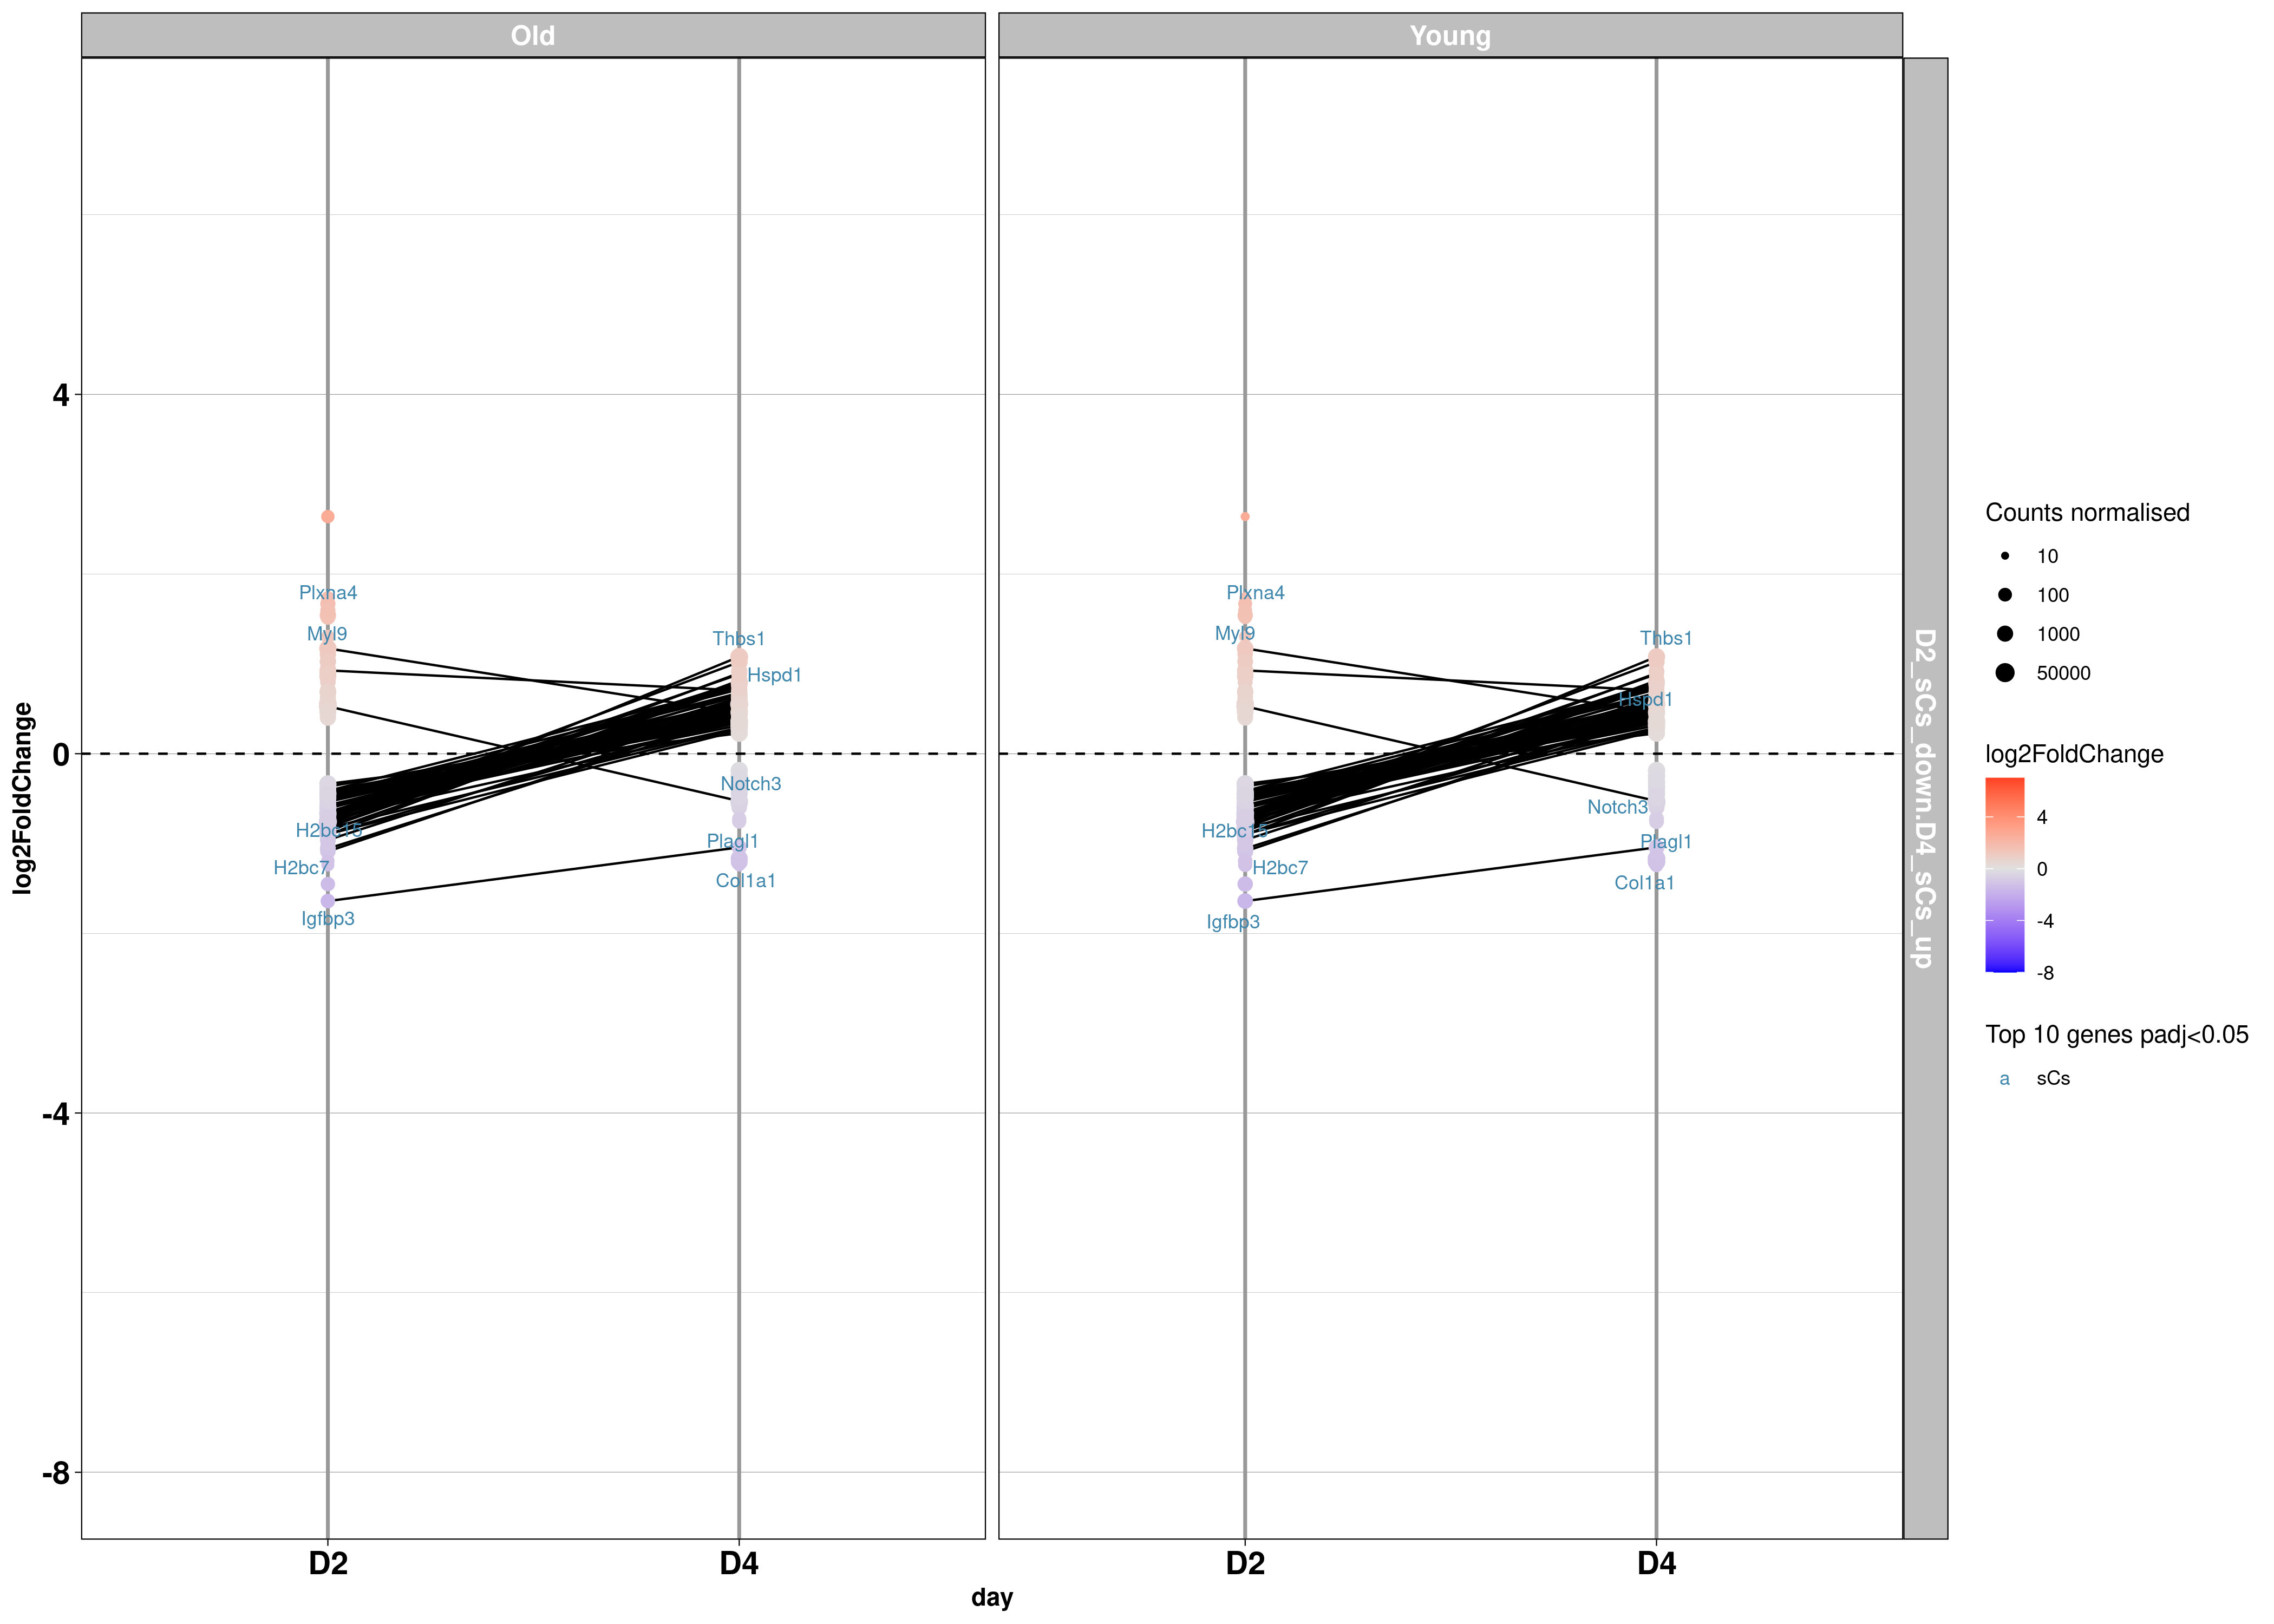 Old
Young
D2_sCs_down.D4_sCs_up
log2FoldChange
4
0
-4
-8
Plxna4
Myl9
H2bc15
H2bc7
Igfbp3
Thbs1
Hspd1
Notch3
Plagl1
Col1a1
Plxna4
Myl9
H2bc15
H2bc7
Igfbp3
Thbs1
Hspd1
Notch3
Plagl1
Col1a1
D2
D4
D2
D4
day
Counts normalised
10
100
1000
50000
log2FoldChange
4
0
-4
-8
Top 10 genes padj<0.05
a sCs